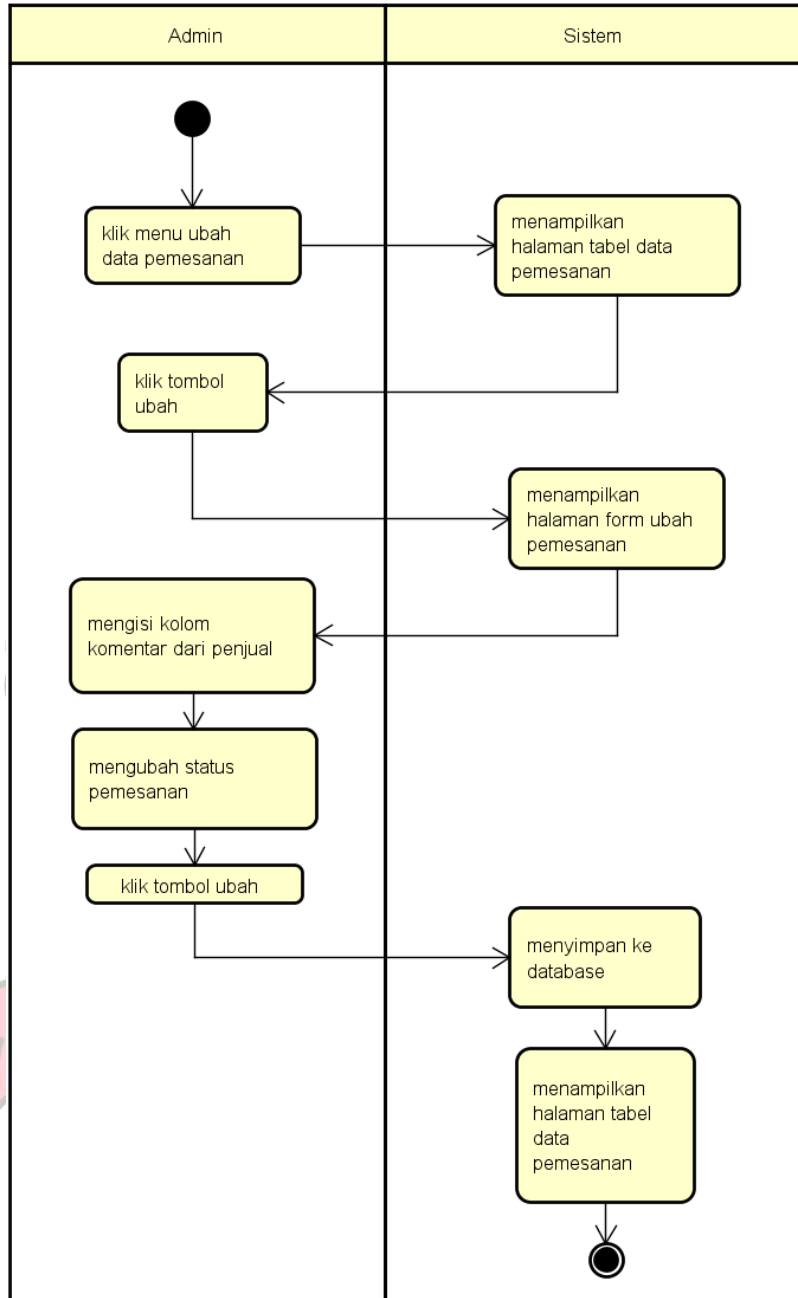 Admin
Sistem
klik menu ubah
data pemesanan
menampilkan
halaman tabel data
pemesanan
klik tombol
ubah
menampilkan
halaman form ubah
pemesanan
mengisi kolom
komentar dari penjual
mengubah status
pemesanan
klik tombol ubah
menyimpan ke
database
menampilkan
halaman tabel
data
pemesanan